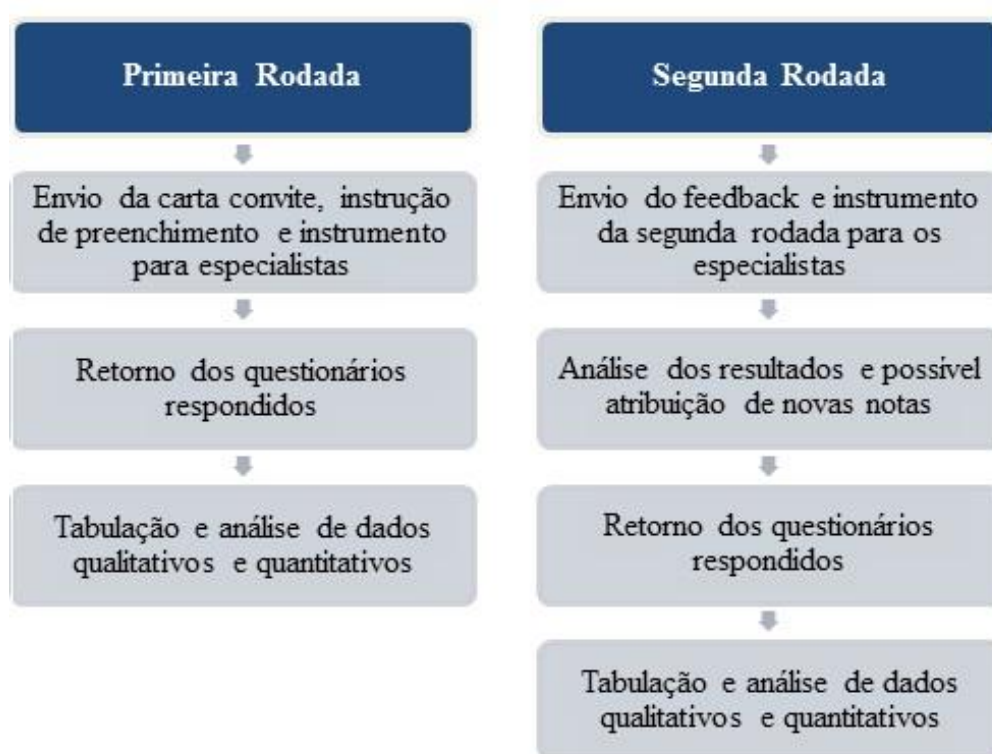 Primeira Rodada
Envio da carta convite, instrução
de preenchimento e instrumento
para especialistas
Retorno dos questionários
respondidos
Tabulação e análise de dados
qualitativos e quantitativos
Segunda Rodada
Envio do feedback e instrumento
da segunda rodada para os
especialistas
Análise dos resultados e possível
atribuição de novas notas
Retorno dos questionários
respondidos
Tabulação e análise de dados
qualitativos e quantitativos